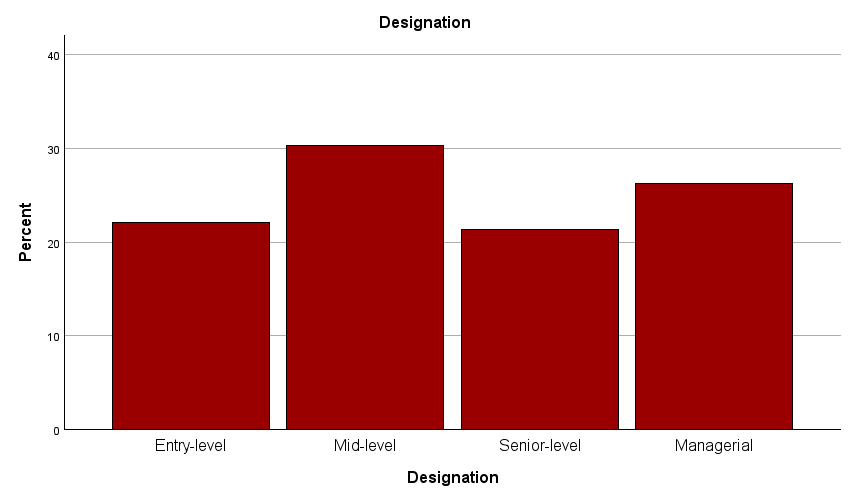 Designation
40
30
20
10
0
Percent
Entry-level Mid-level Senior-level Managerial
Designation